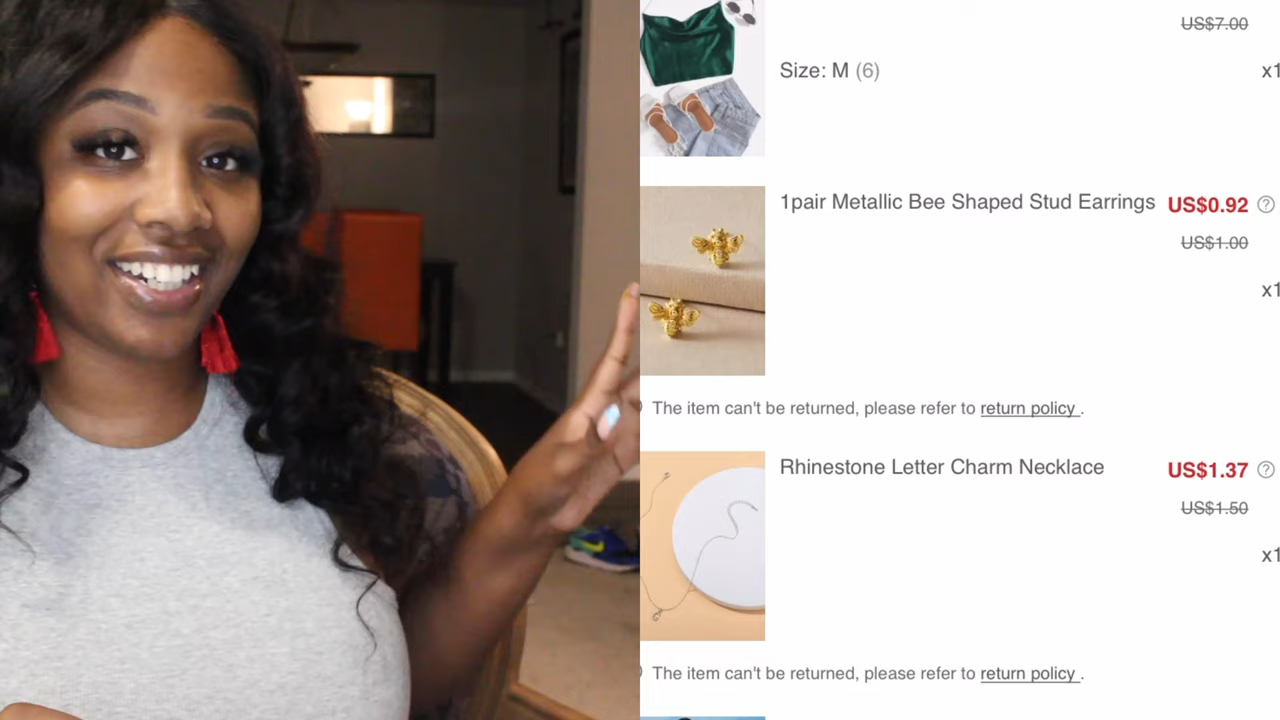 US$7.00
Size: M (6)
x1
1pair Metallic Bee Shaped Stud Earrings US$0.92 ?
US$1.00
x1
The item can't be returned, please refer to return policy .
Rhinestone Letter Charm Necklace US$1.37 ?
US$1.50
x1
The item can't be returned, please refer to return policy .